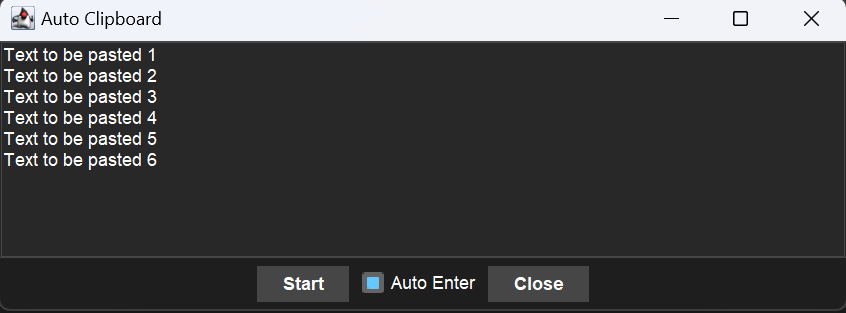 Auto Clipboard
Text to be pasted 1
Text to be pasted 2
Text to be pasted 3
Text to be pasted 4
Text to be pasted 5
Text to be pasted 6
Start Auto Enter Close